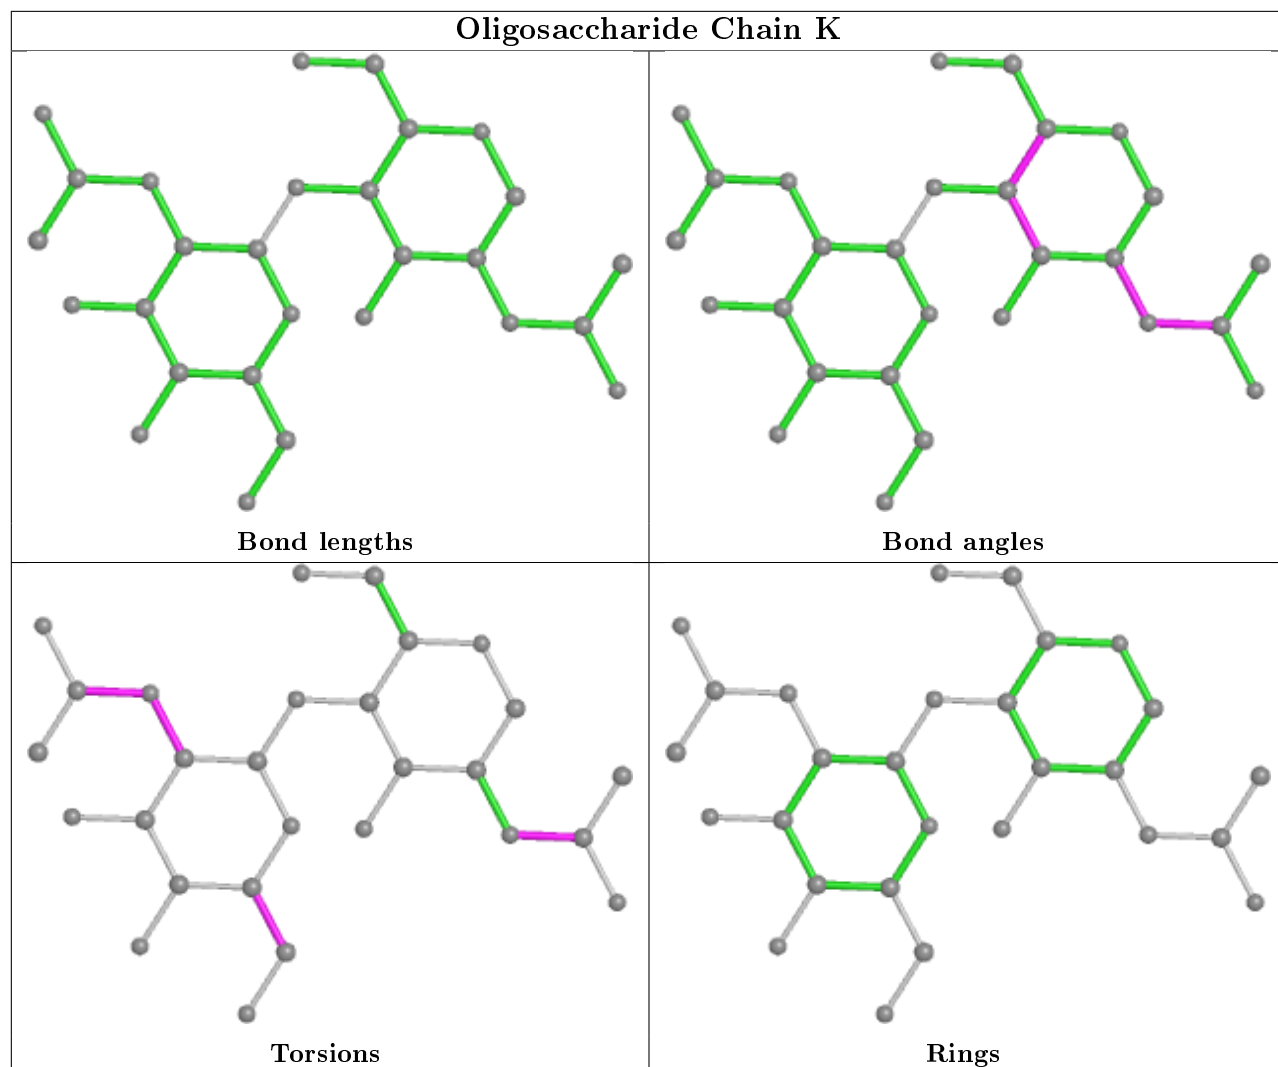 Oligosaccharide Chain K
Bond lengths
Bond angles
Torsions
Rings